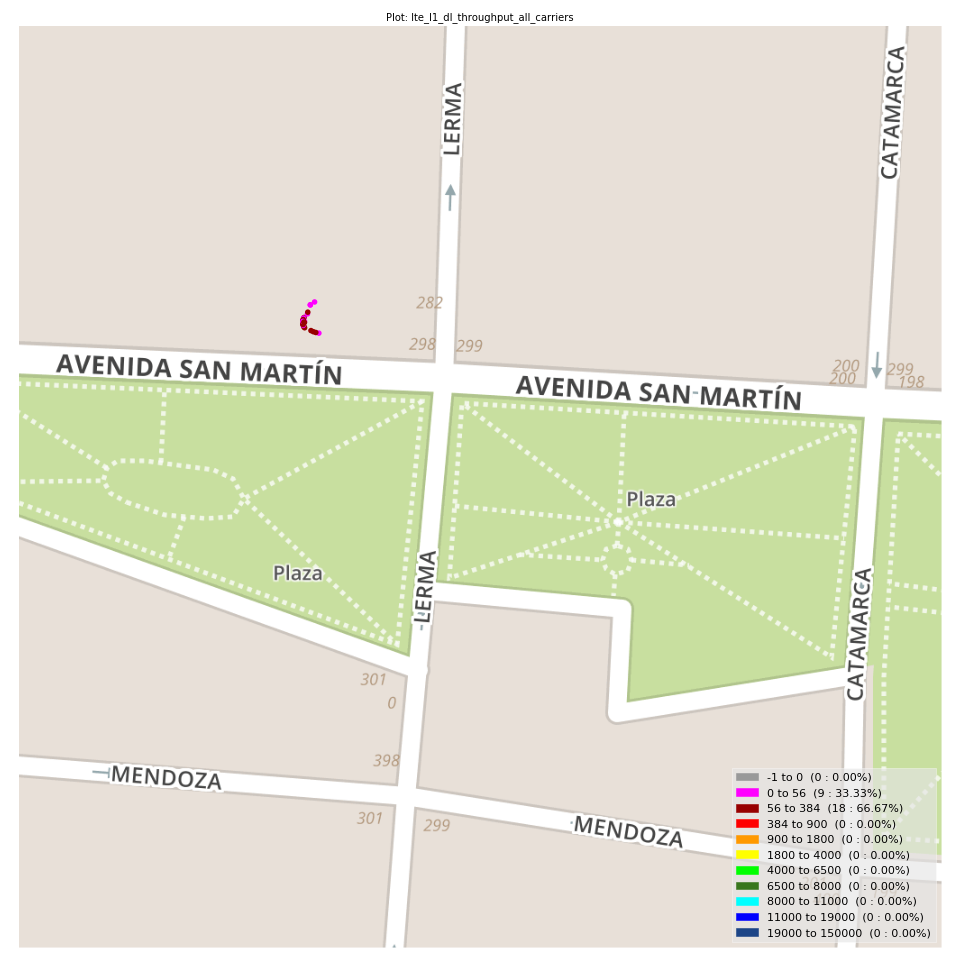 Plot: lte_l1_dl_throughput_all_carriers
LERMA
CATAMARCA
282
298
299
200
200
299
198
AVENIDA SAN MARTÍN
AVENIDA SAN MARTÍN
Plaza
Plaza
LERMA
CATAMARCA
301
0
398
MENDOZA
301
299
MENDOZA
-1 to 0 (0 : 0.00%)
0 to 56 (9 : 33.33%)
56 to 384 (18 : 66.67%)
384 to 900 (0 : 0.00%)
900 to 1800 (0 : 0.00%)
1800 to 4000 (0 : 0.00%)
4000 to 6500 (0 : 0.00%)
6500 to 8000 (0 : 0.00%)
8000 to 11000 (0 : 0.00%)
11000 to 19000 (0 : 0.00%)
19000 to 150000 (0 : 0.00%)